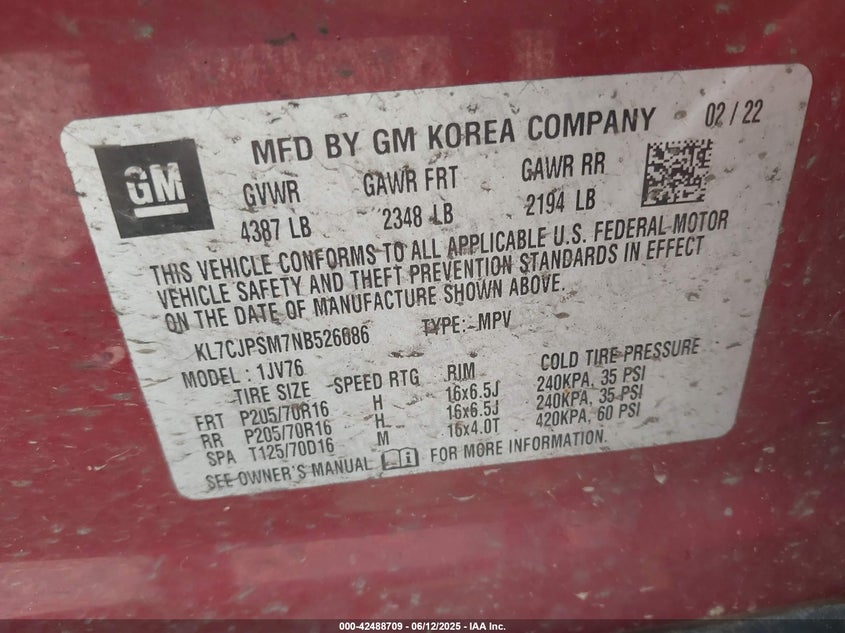 GM
MFD BY GM KOREA COMPANY 02 / 22
GVWR GAWR FRT GAWR RR
4387 LB 2348 LB 2194 LB
THIS VEHICLE CONFORMS TO ALL APPLICABLE U.S. FEDERAL MOTOR
VEHICLE SAFETY AND THEFT PREVENTION STANDARDS IN EFFECT
ON THE DATE OF MANUFACTURE SHOWN ABOVE.
KL7CJPSM7NB526086 TYPE: MPV
MODEL : 1JV76
TIRE SIZE SPEED RTG RIM COLD TIRE PRESSURE
FRT P205/70R16 H 16x6.5J 240KPA, 35 PSI
RR P205/70R16 H 16x6.5J 240KPA, 35 PSI
SPA T125/70D16 M 16x4.0T 420KPA, 60 PSI
SEE OWNER'S MANUAL FOR MORE INFORMATION.
000-42488709 - 06/12/2025 - IAA Inc.